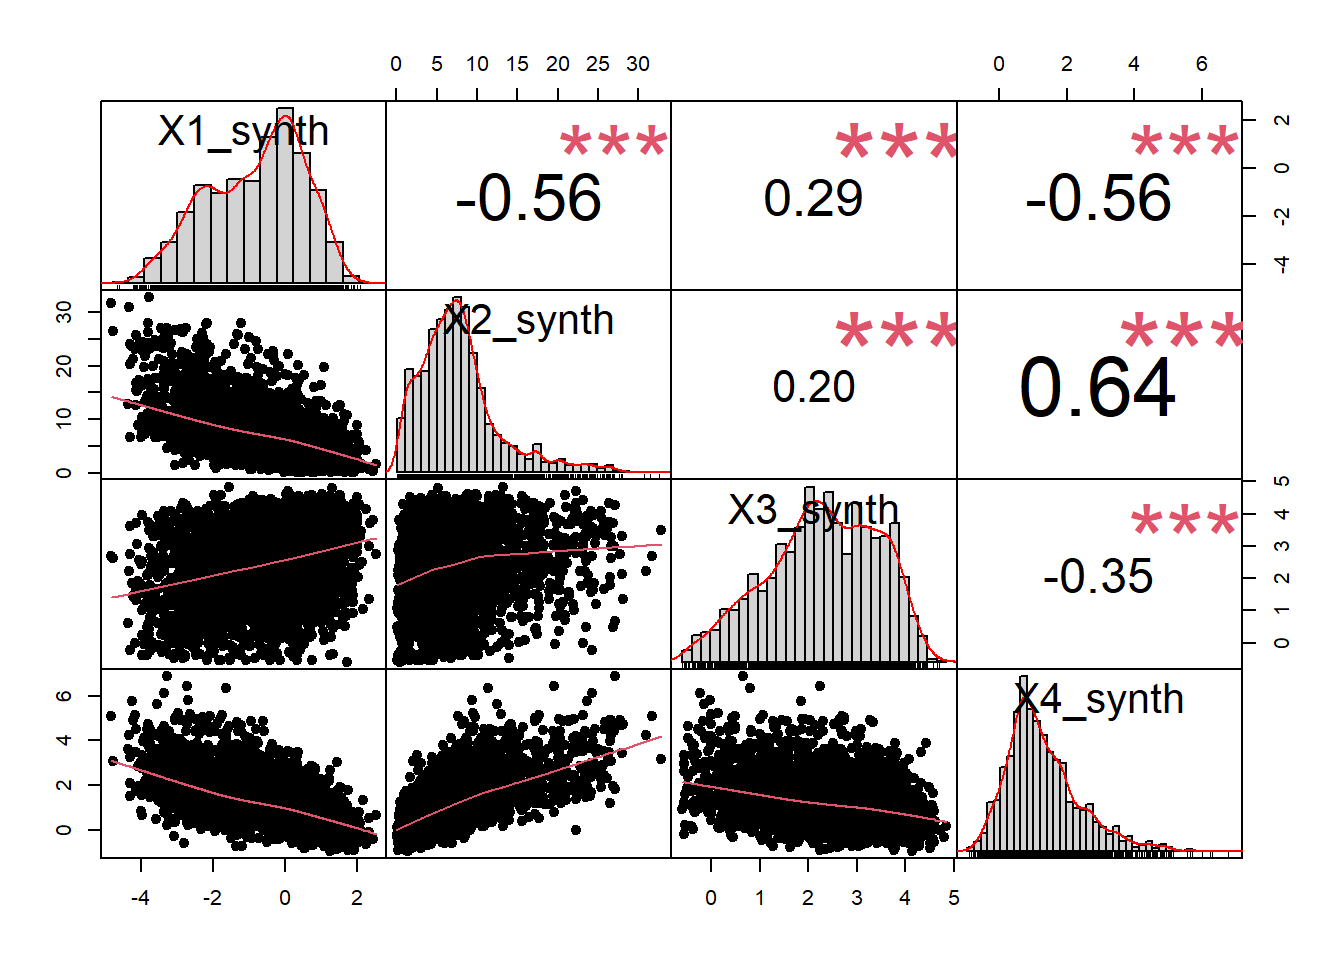 0 5 10 15 20 25 30 0 2 4 6
X1_synth *** *** ***
-0.56 0.29 -0.56
2
0
-2
-4
X2_synth *** ***
0.20 0.64
30
20
10
0
X3_synth ***
-0.35
5
4
3
2
1
0
X4_synth
6
4
2
0
-4 -2 0 2 0 1 2 3 4 5